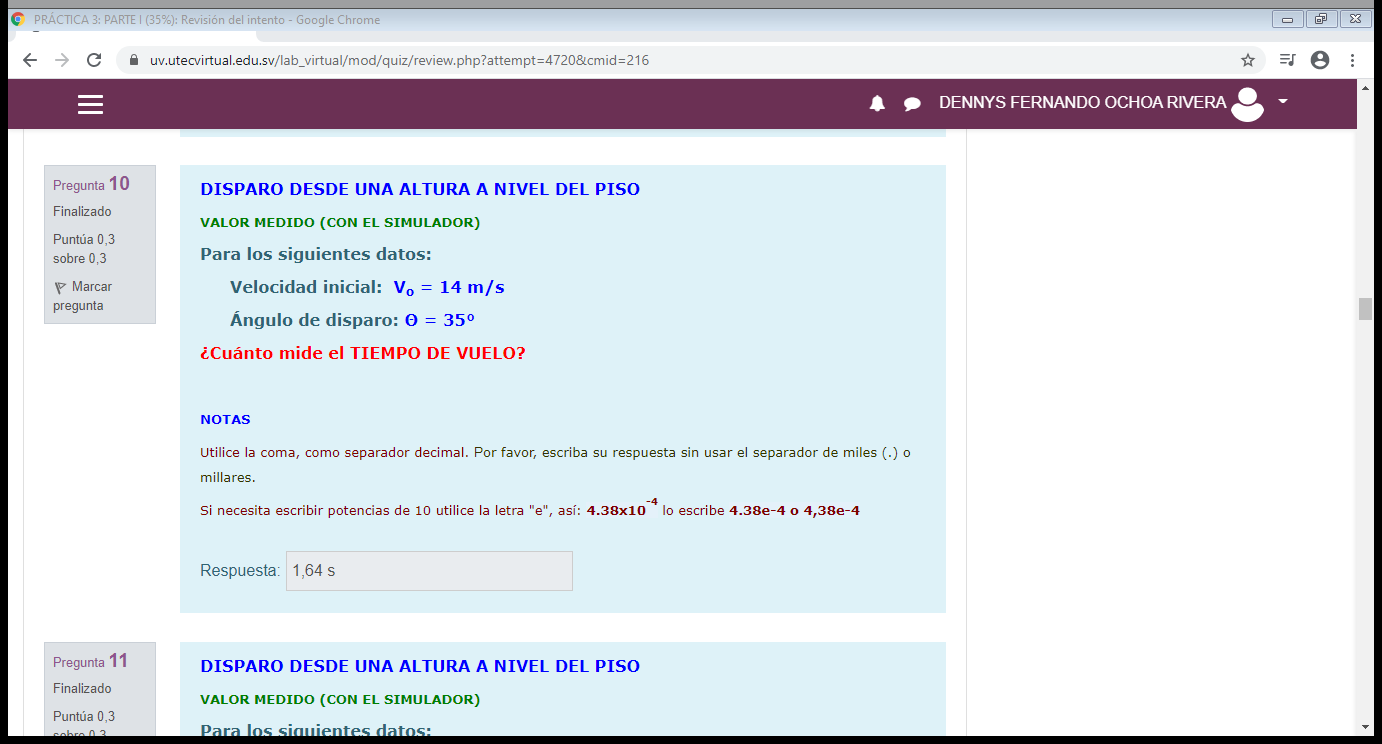 PRÁCTICA 3: PARTE I (35%): Revisión del intento - Google Chrome
uv.utecvirtual.edu.sv/lab_virtual/mod/quiz/review.php?attempt=4720&cmid=216
DENNYS FERNANDO OCHOA RIVERA
Pregunta 10
Finalizado
Puntúa 0,3
sobre 0,3
Marcar
pregunta
DISPARO DESDE UNA ALTURA A NIVEL DEL PISO
VALOR MEDIDO (CON EL SIMULADOR)
Para los siguientes datos:
Velocidad inicial: Vo = 14 m/s
Ángulo de disparo: Θ = 35º
¿Cuánto mide el TIEMPO DE VUELO?
NOTAS
Utilice la coma, como separador decimal. Por favor, escriba su respuesta sin usar el separador de miles (.) o
millares.
Si necesita escribir potencias de 10 utilice la letra "e", así: 4.38x10^-4 lo escribe 4.38e-4 o 4,38e-4
Respuesta: 1,64 s
Pregunta 11
Finalizado
Puntúa 0,3
sobre 0,3
DISPARO DESDE UNA ALTURA A NIVEL DEL PISO
VALOR MEDIDO (CON EL SIMULADOR)
Para los siguientes datos: